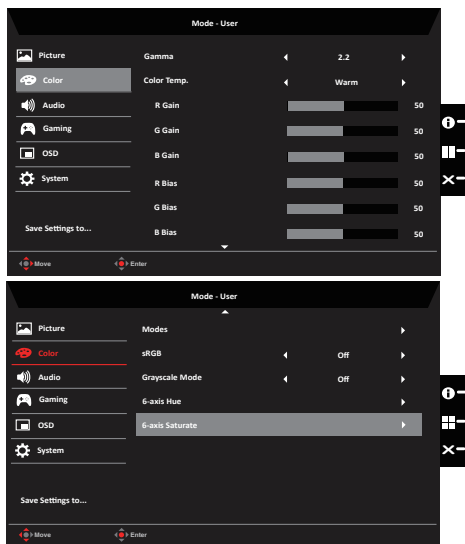 Mode - User
Picture
Gamma 2.2
Color
Color Temp. Warm
Audio
R Gain 50
Gaming
G Gain 50
OSD
B Gain 50
System
R Bias 50
G Bias 50
Save Settings to...
B Bias 50
Move Enter
Mode - User
Picture
Modes
Color
sRGB Off
Audio
Grayscale Mode Off
Gaming
6-axis Hue
OSD
6-axis Saturate
System
Save Settings to...
Move Enter